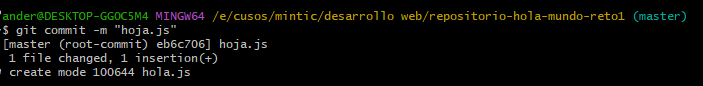 ander@DESKTOP-GGOC5M4 MINGW64 /e/cusos/mintic/desarrollo web/repositorio-hola-mundo-reto1 (master)
$ git commit -m "hoja.js"
[master (root-commit) eb6c706] hoja.js
1 file changed, 1 insertion(+)
create mode 100644 hola.js